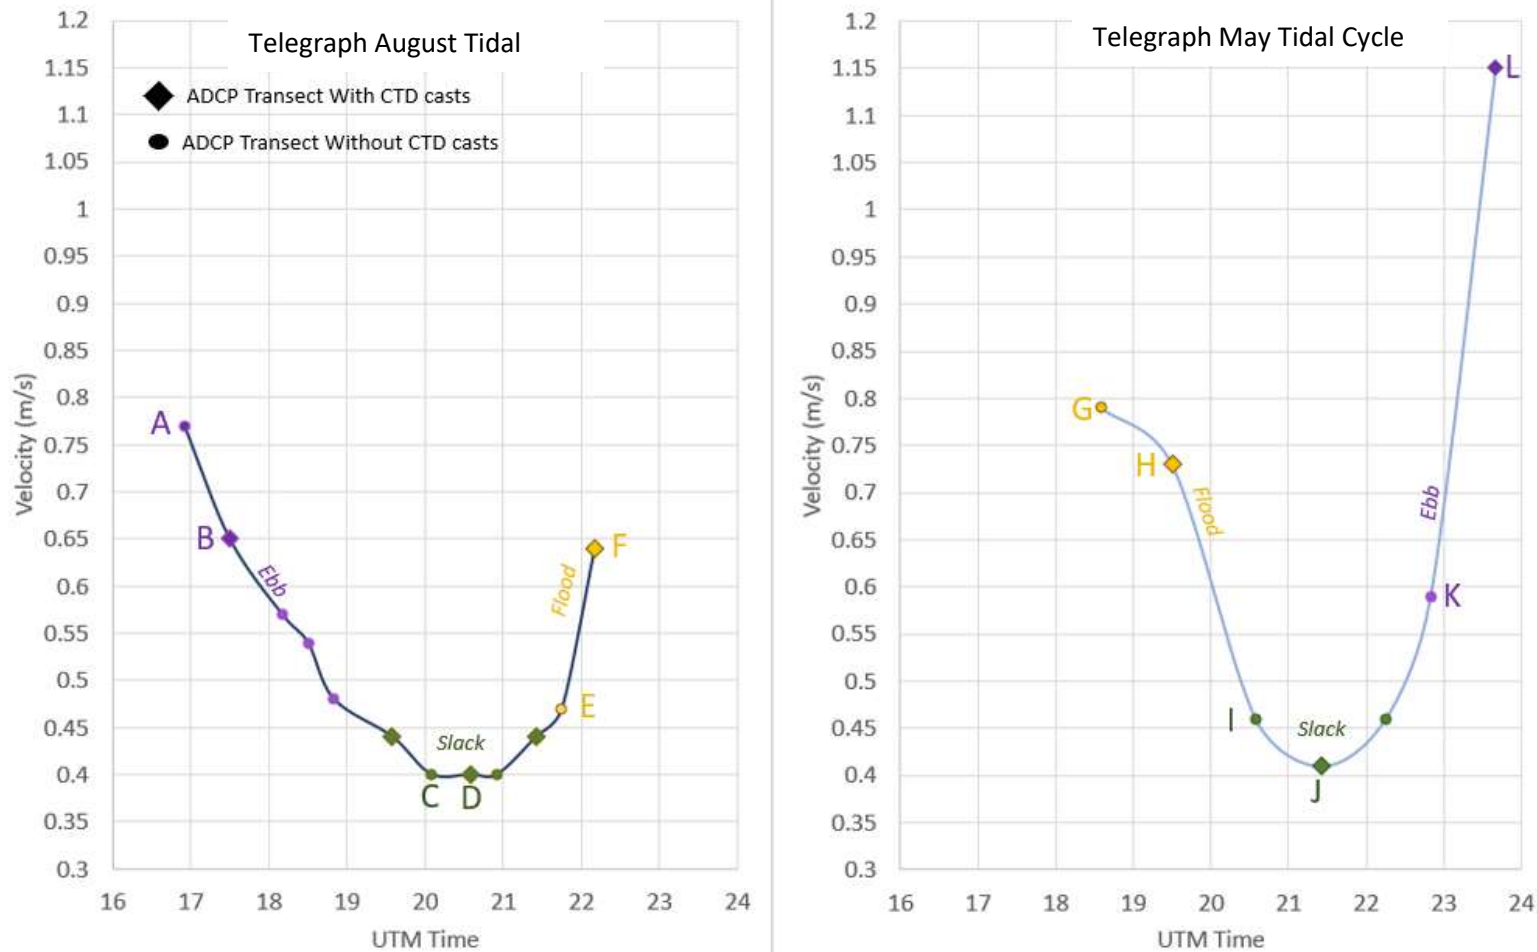 Telegraph August Tidal
ADCP Transect With CTD casts
ADCP Transect Without CTD casts
1.2
1.15
1.1
1.05
1
0.95
0.9
0.85
0.8
0.75
0.7
0.65
0.6
0.55
0.5
0.45
0.4
0.35
0.3
Velocity (m/s)
A
B
Ebb
C
Slack
D
E
Flood
F
16 17 18 19 20 21 22 23 24
UTM Time
Telegraph May Tidal Cycle
1.2
1.15
1.1
1.05
1
0.95
0.9
0.85
0.8
0.75
0.7
0.65
0.6
0.55
0.5
0.45
0.4
0.35
0.3
Velocity (m/s)
G
H
Flood
I
Slack
J
K
Ebb
L
16 17 18 19 20 21 22 23 24
UTM Time